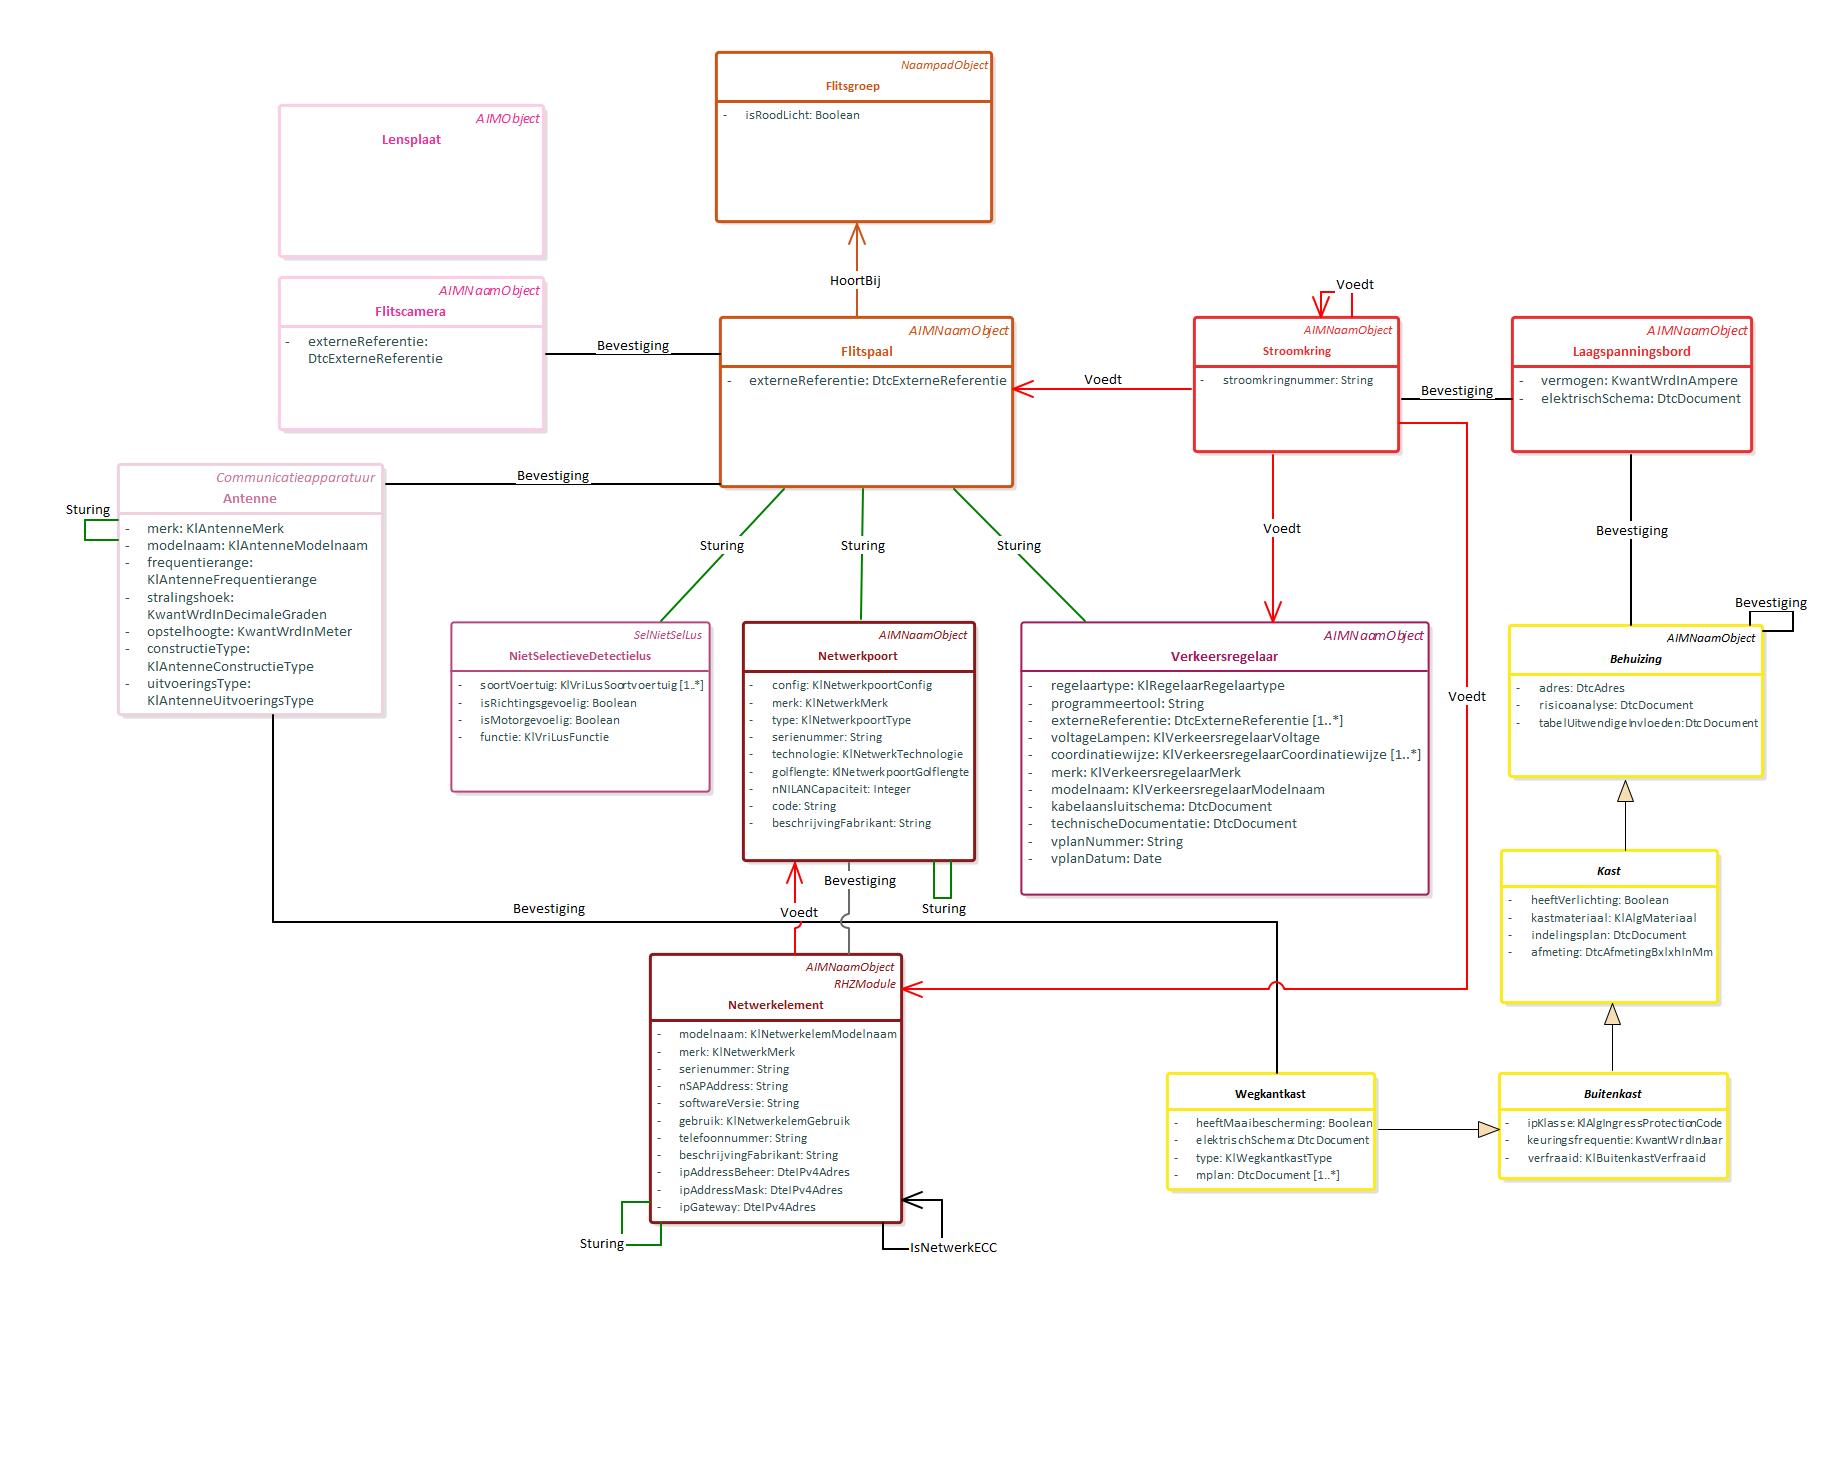 NaampadObject
Flitsgroep
- isRoodLicht: Boolean
AIMObject
Lensplaat
HoortBij
AIMNaamObject
Flitscamera
- externeReferentie:
DtcExterneReferentie
Bevestiging
AIMNaamObject
Flitspaal
- externeReferentie: DtcExterneReferentie
Voedt
Voedt
AIMNaamObject
Stroomkring
- stroomkringnummer: String
Bevestiging
AIMNaamObject
Laagspanningsbord
- vermogen: KwantWrdInAmpere
- elektrischSchema: DtcDocument
Bevestiging
Sturing
Communicatieapparatuur
Antenne
- merk: KlAntenneMerk
- modelnaam: KlAntenneModelnaam
- frequentierange:
KlAntenneFrequentierange
- stralingshoek:
KwantWrdInDecimaleGraden
- opstelhoogte: KwantWrdInMeter
- constructieType:
KlAntenneConstructieType
- uitvoeringsType:
KlAntenneUitvoeringsType
Sturing
Sturing
Sturing
Voedt
Bevestiging
Bevestiging
SelNietSelLus
NietSelectieveDetectielus
- soortVoertuig: KlVriLusSoortvoertuig [1..*]
- isRichtingsgevoelig: Boolean
- isMotorgevoelig: Boolean
- functie: KlVriLusFunctie
AIMNaamObject
Netwerkpoort
- config: KlNetwerkpoortConfig
- merk: KlNetwerkMerk
- type: KlNetwerkpoortType
- serienummer: String
- technologie: KlNetwerkTechnologie
- golflengte: KlNetwerkpoortGolflengte
- nNILANCapaciteit: Integer
- code: String
- beschrijvingFabrikant: String
AIMNaamObject
Verkeersregelaar
- regelaartype: KlRegelaarRegelaartype
- programmeertool: String
- externeReferentie: DtcExterneReferentie [1..*]
- voltageLampen: KlVerkeersregelaarVoltage
- coordinatiewijze: KlVerkeersregelaarCoordinatiewijze [1..*]
- merk: KlVerkeersregelaarMerk
- modelnaam: KlVerkeersregelaarModelnaam
- kabelaansluitschema: DtcDocument
- technischeDocumentatie: DtcDocument
- vplanNummer: String
- vplanDatum: Date
Voedt
AIMNaamObject
Behuizing
- adres: DtcAdres
- risicoanalyse: DtcDocument
- tabelUitwendigeInvloeden: DtcDocument
Bevestiging
Voedt
Bevestiging
Sturing
Kast
- heeftVerlichting: Boolean
- kastmateriaal: KlAlgMateriaal
- indelingsplan: DtcDocument
- afmeting: DtcAfmetingBxlxhInMm
AIMNaamObject
RHZModule
Netwerkelement
- modelnaam: KlNetwerkelemModelnaam
- merk: KlNetwerkMerk
- serienummer: String
- nSAPAddress: String
- softwareVersie: String
- gebruik: KlNetwerkelemGebruik
- telefoonnummer: String
- beschrijvingFabrikant: String
- ipAddressBeheer: DteIPv4Adres
- ipAddressMask: DteIPv4Adres
- ipGateway: DteIPv4Adres
Sturing
IsNetwerkECC
Wegkantkast
- heeftMaaibescherming: Boolean
- elektrischSchema: DtcDocument
- type: KlWegkantkastType
- mplan: DtcDocument [1..*]
Buitenkast
- ipKlasse: KlAlgIngressProtectionCode
- keuringsfrequentie: KwantWrdInJaar
- verfraaid: KlBuitenkastVerfraaid